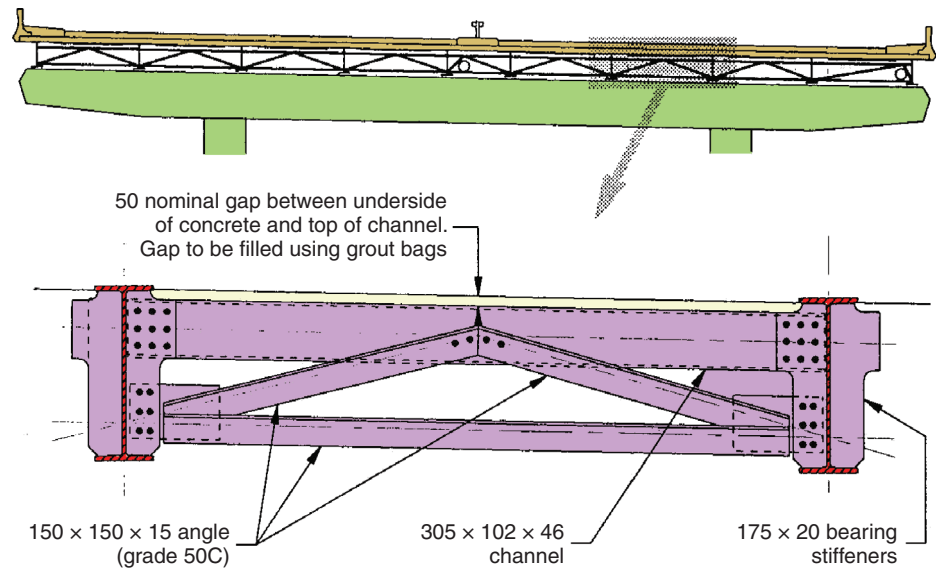 50 nominal gap between underside
of concrete and top of channel.
Gap to be filled using grout bags
150 × 150 × 15 angle
(grade 50C)
305 × 102 × 46
channel
175 × 20 bearing
stiffeners